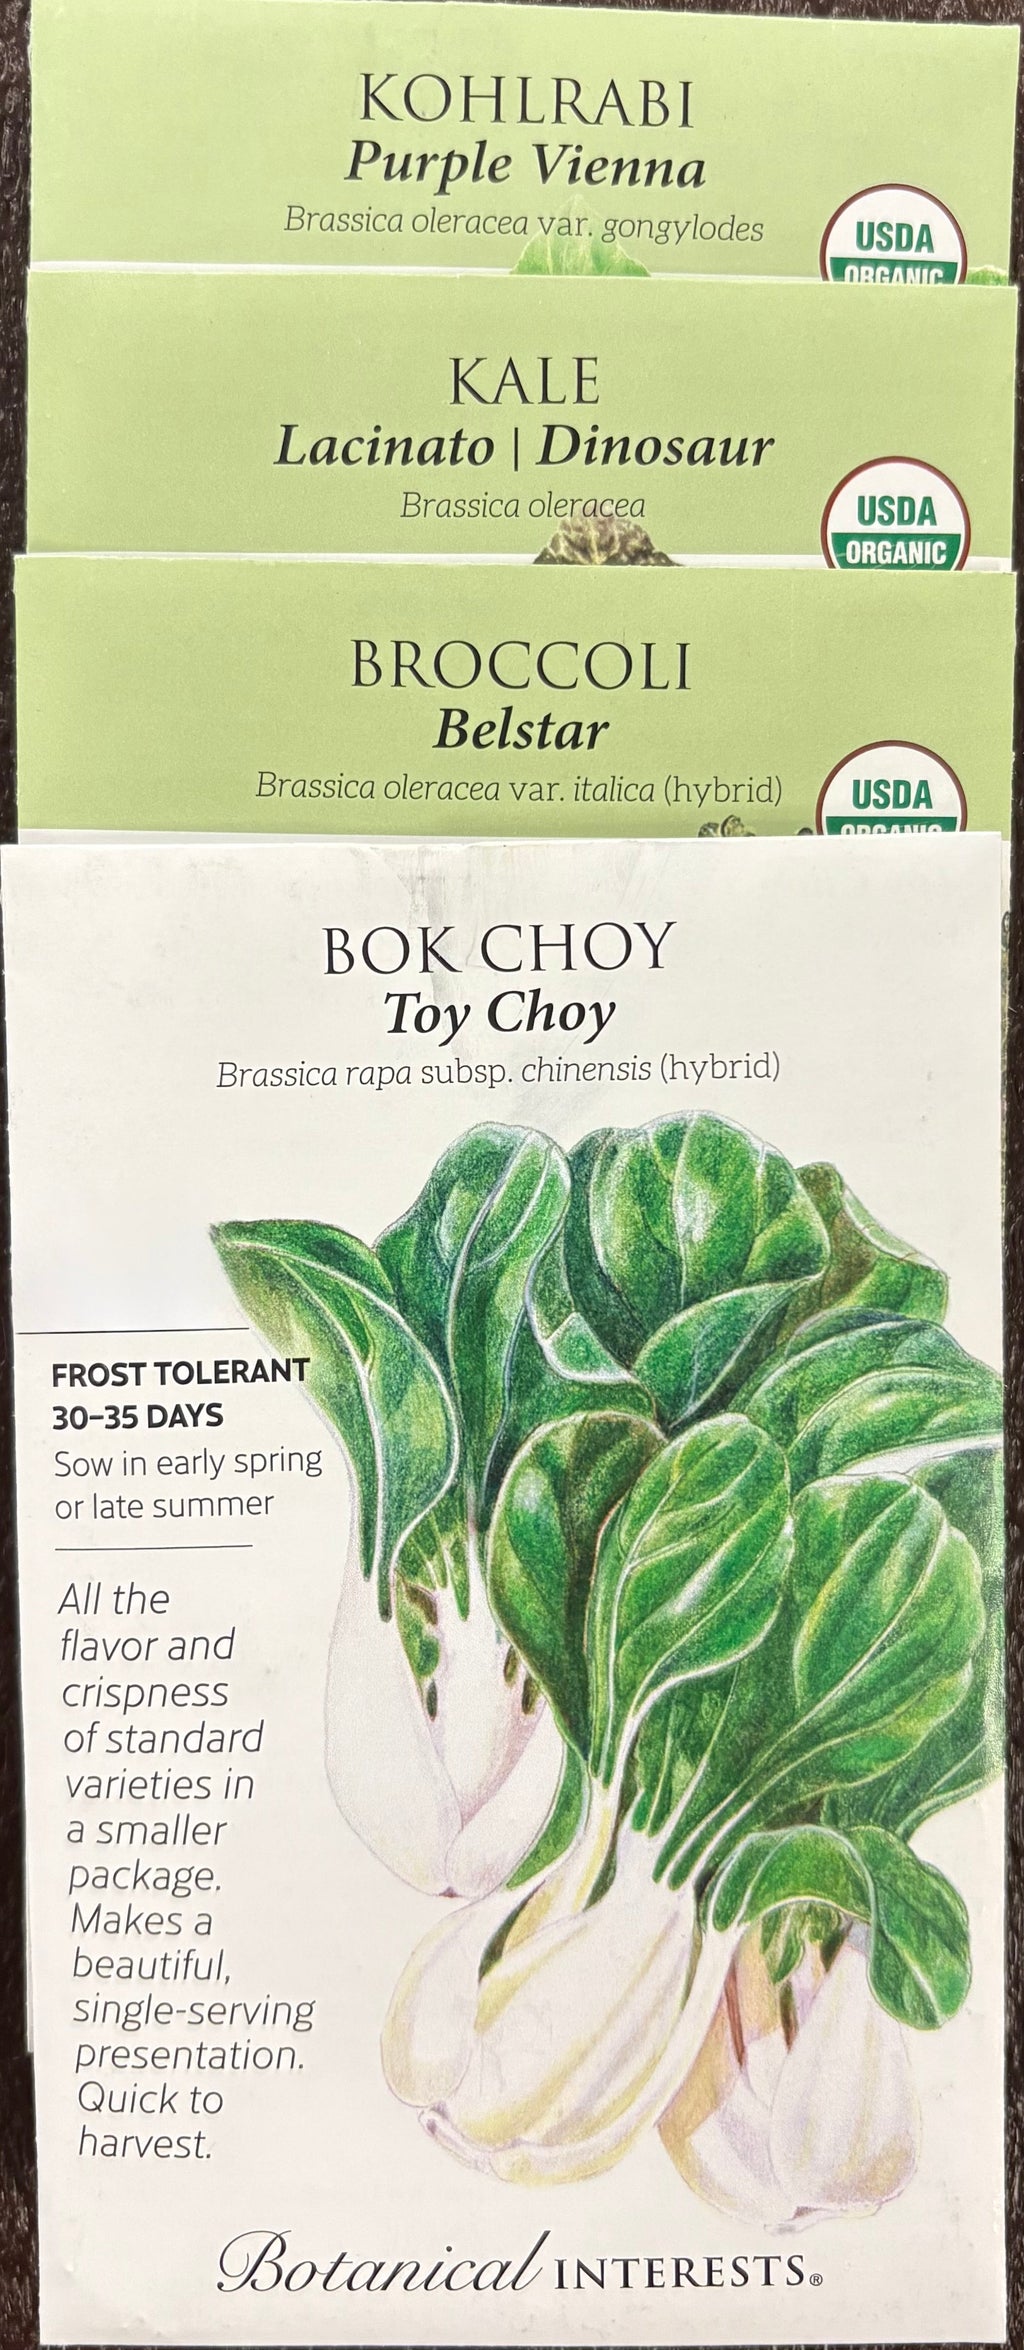 KOHLRABI
Purple Vienna
Brassica oleracea var. gongylodes
USDA
ORGANIC
KALE
Lacinato | Dinosaur
Brassica oleracea
USDA
ORGANIC
BROCCOLI
Belstar
Brassica oleracea var. italica (hybrid)
USDA
ORGANIC
BOK CHOY
Toy Choy
Brassica rapa subsp. chinensis (hybrid)
FROST TOLERANT
30–35 DAYS
Sow in early spring
or late summer
All the
flavor and
crispness
of standard
varieties in
a smaller
package.
Makes a
beautiful,
single-serving
presentation.
Quick to
harvest.
Botanical INTERESTS®